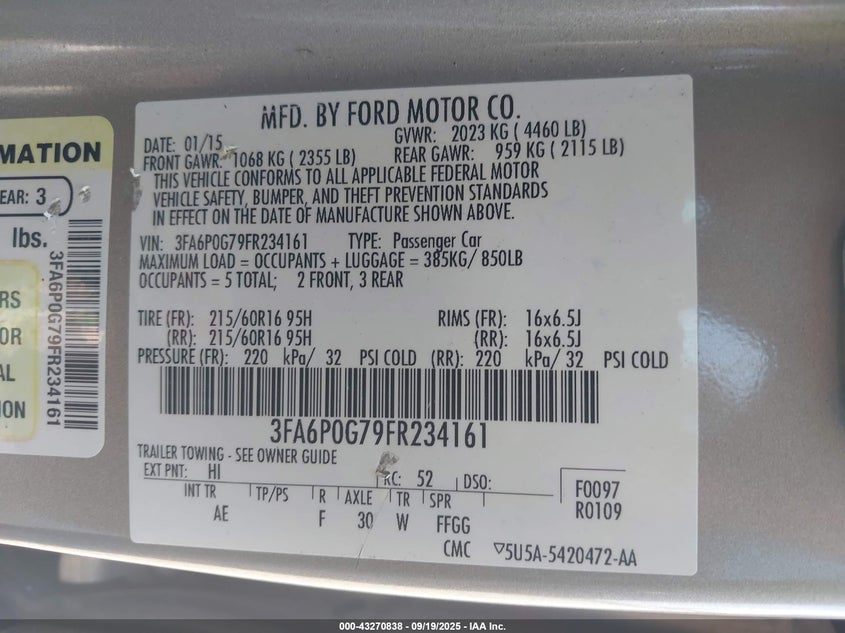 MATION
EAR: 3
lbs.
RS
OR
AL
ION
3FA6P0G79FR234161
MFD. BY FORD MOTOR CO.
DATE: 01/15 GVWR: 2023 KG ( 4460 LB)
FRONT GAWR: 1068 KG ( 2355 LB) REAR GAWR: 959 KG ( 2115 LB)
THIS VEHICLE CONFORMS TO ALL APPLICABLE FEDERAL MOTOR
VEHICLE SAFETY, BUMPER, AND THEFT PREVENTION STANDARDS
IN EFFECT ON THE DATE OF MANUFACTURE SHOWN ABOVE.
VIN: 3FA6P0G79FR234161 TYPE: Passenger Car
MAXIMUM LOAD = OCCUPANTS + LUGGAGE = 385KG/ 850LB
OCCUPANTS = 5 TOTAL; 2 FRONT, 3 REAR
TIRE (FR): 215/60R16 95H RIMS (FR): 16x6.5J
(RR): 215/60R16 95H (RR): 16x6.5J
PRESSURE (FR): 220 kPa/ 32 PSI COLD (RR): 220 kPa/ 32 PSI COLD
3FA6P0G79FR234161
TRAILER TOWING - SEE OWNER GUIDE
EXT PNT: HI RC: 52 DSO:
INT TR TP/PS R AXLE TR SPR
AE F 30 W FFGG
F0097
R0109
CMC ▽5U5A-5420472-AA
000-43270838 - 09/19/2025 - IAA Inc.